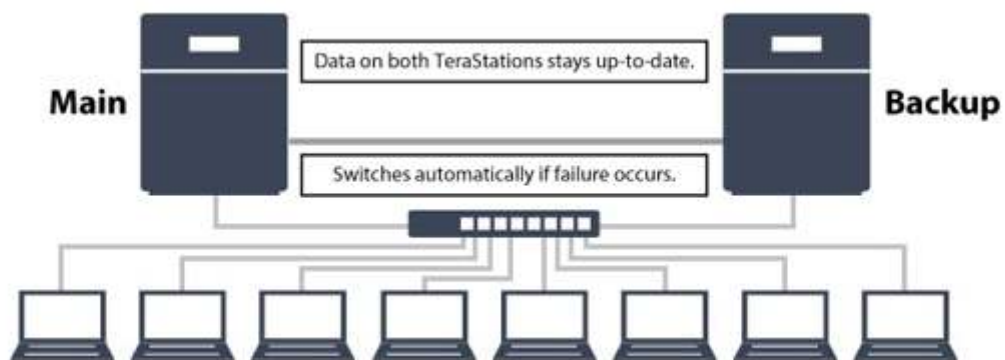 Data on both TeraStations stays up-to-date.
Main
Backup
Switches automatically if failure occurs.